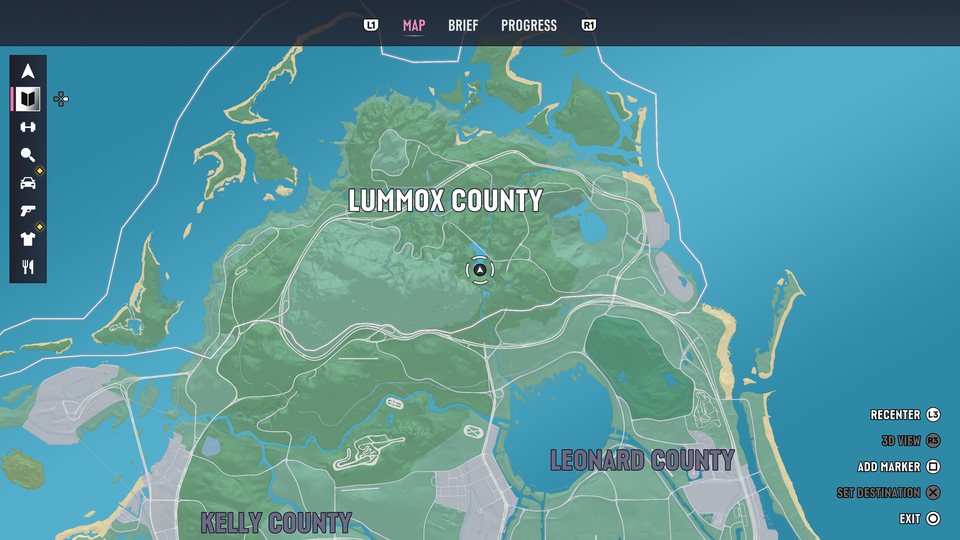 L1 MAP BRIEF PROGRESS R1
LUMMOX COUNTY
RECENTER L3
3D VIEW R3
LEONARD COUNTY
ADD MARKER
SET DESTINATION
KELLY COUNTY
EXIT